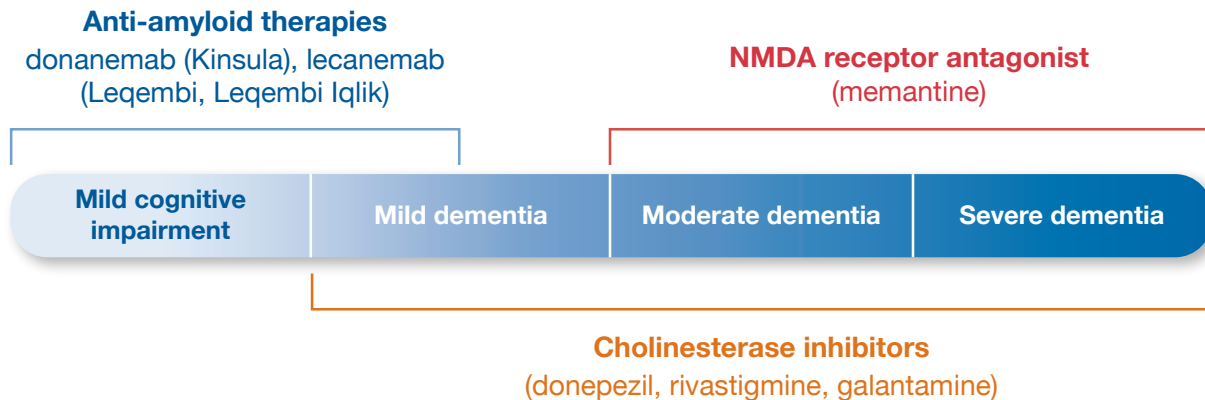 Anti-amyloid therapies
donanemab (Kinsula), lecanemab
(Leqembi, Leqembi Iqlik)
NMDA receptor antagonist
(memantine)
Mild cognitive
impairment
Mild dementia
Moderate dementia
Severe dementia
Cholinesterase inhibitors
(donepezil, rivastigmine, galantamine)